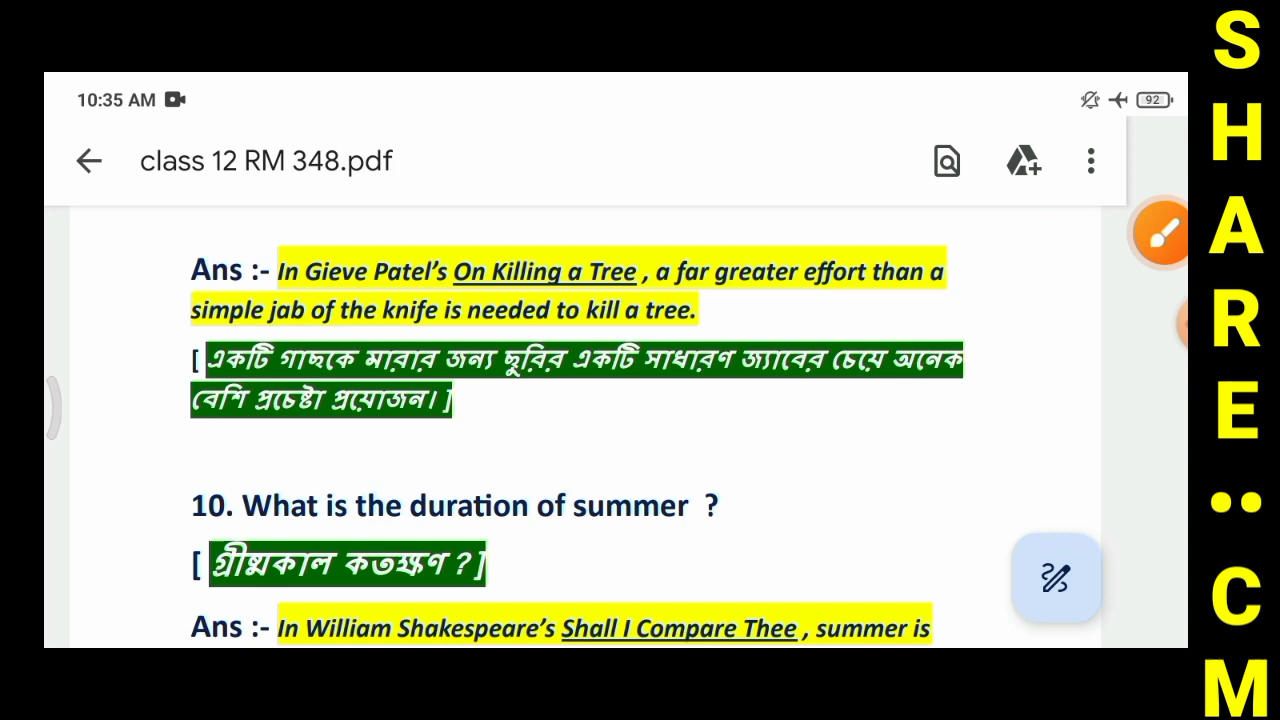 10:35 AM
92
class 12 RM 348.pdf
Ans :- In Gieve Patel’s On Killing a Tree , a far greater effort than a
simple jab of the knife is needed to kill a tree.
[ একটি গাছকে মারার জন্য ছুরির একটি সাধারণ জ্যাবের চেয়ে অনেক
বেশি প্রচেষ্টা প্রয়োজন। ]
10. What is the duration of summer ?
[ গ্রীষ্মকাল কতক্ষণ ? ]
Ans :- In William Shakespeare’s Shall I Compare Thee , summer is
SHARE••CM